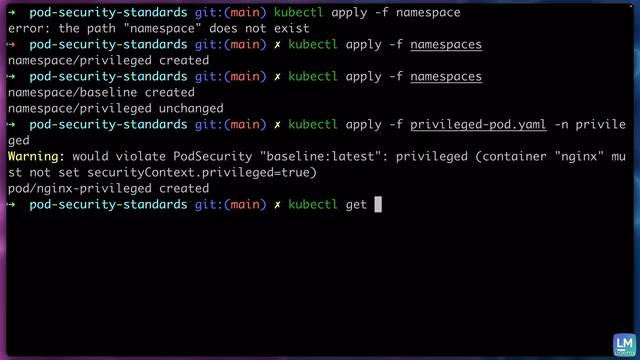 ➜ pod-security-standards git:(main) kubectl apply -f namespace
error: the path "namespace" does not exist
➜ pod-security-standards git:(main) ✗ kubectl apply -f namespaces
namespace/privileged created
➜ pod-security-standards git:(main) ✗ kubectl apply -f namespaces
namespace/baseline created
namespace/privileged unchanged
➜ pod-security-standards git:(main) ✗ kubectl apply -f privileged-pod.yaml -n privile
ged
Warning: would violate PodSecurity "baseline:latest": privileged (container "nginx" mu
st not set securityContext.privileged=true)
pod/nginx-privileged created
➜ pod-security-standards git:(main) ✗ kubectl get
LM